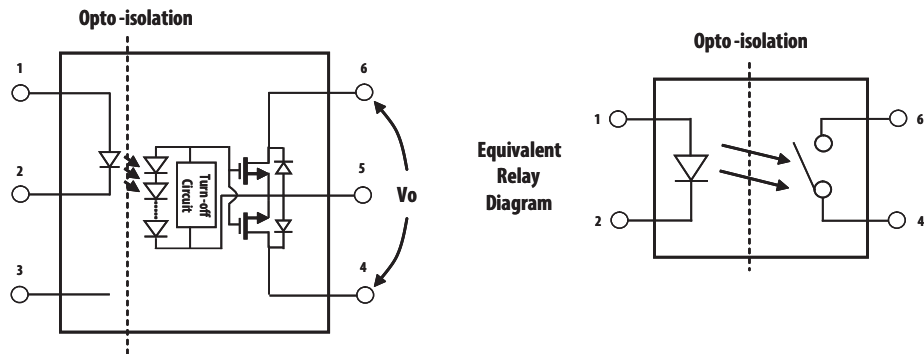 Opto -isolation
1
2
3
Turn-off
Circuit
6
5
4
Vo
Equivalent
Relay
Diagram
Opto -isolation
1
2
6
4